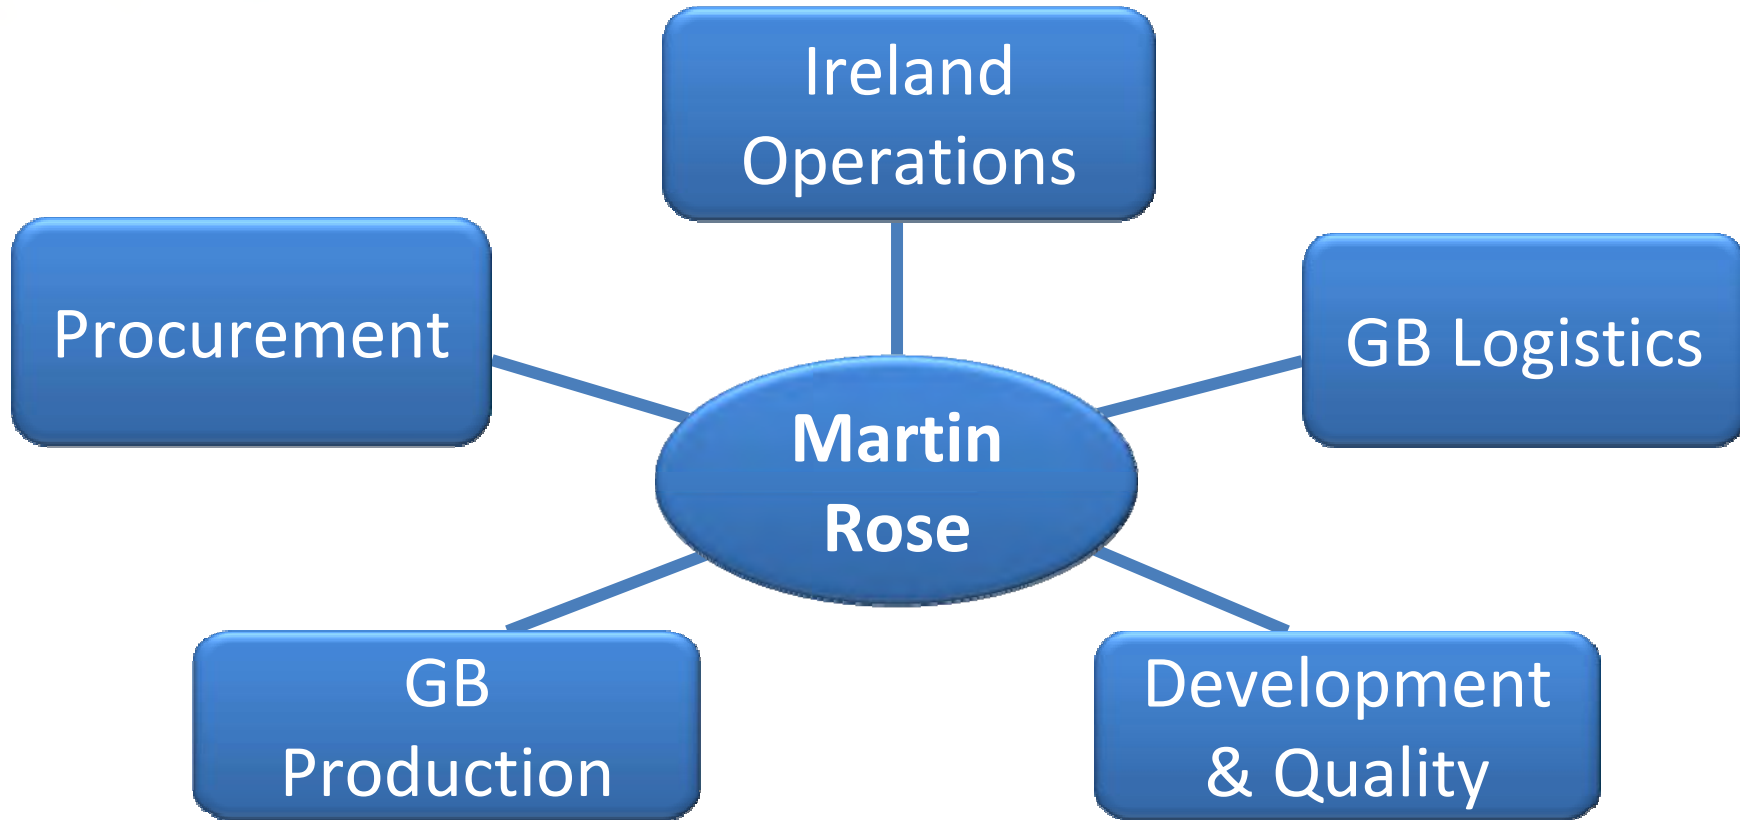 Ireland
Operations
Procurement
GB Logistics
Martin
Rose
GB
Production
Development
& Quality